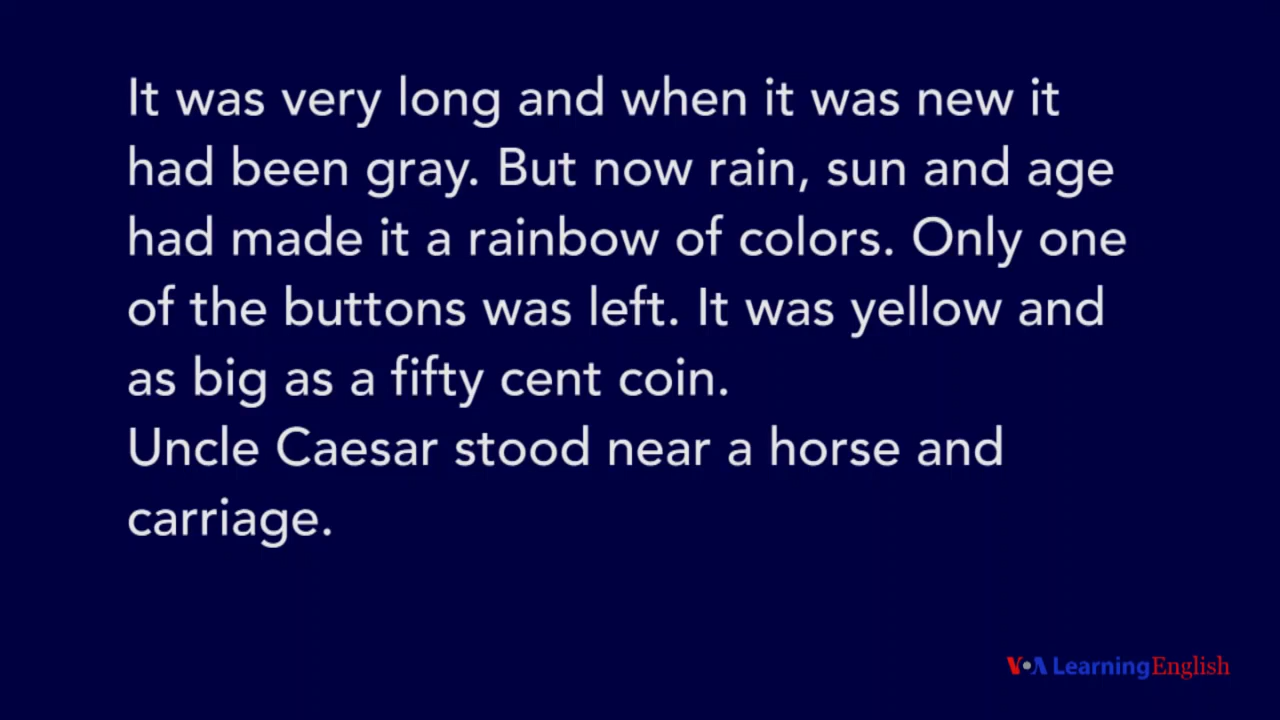 It was very long and when it was new it
had been gray. But now rain, sun and age
had made it a rainbow of colors. Only one
of the buttons was left. It was yellow and
as big as a fifty cent coin.
Uncle Caesar stood near a horse and
carriage.
VOA Learning English